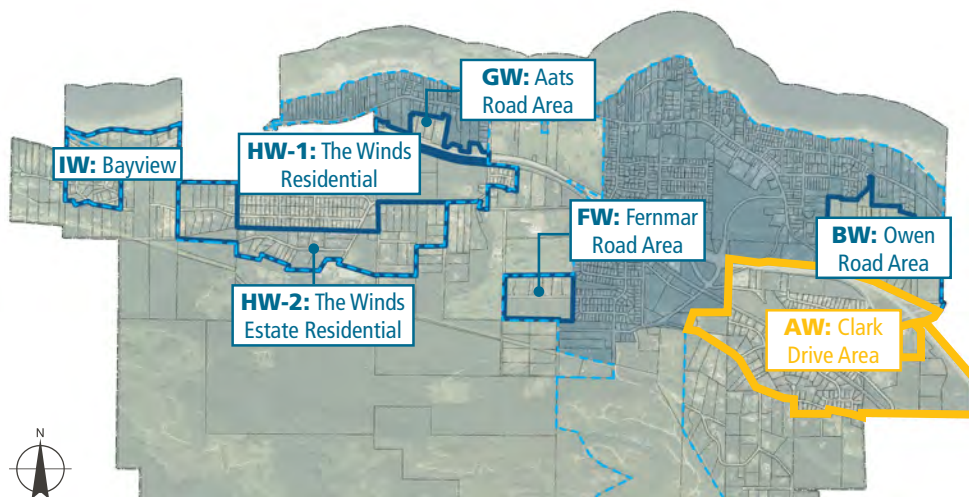 GW: Aats
Road Area
HW-1: The Winds
Residential
IW: Bayview
FW: Fernmar
Road Area
BW: Owen
Road Area
HW-2: The Winds
Estate Residential
AW: Clark
Drive Area
N